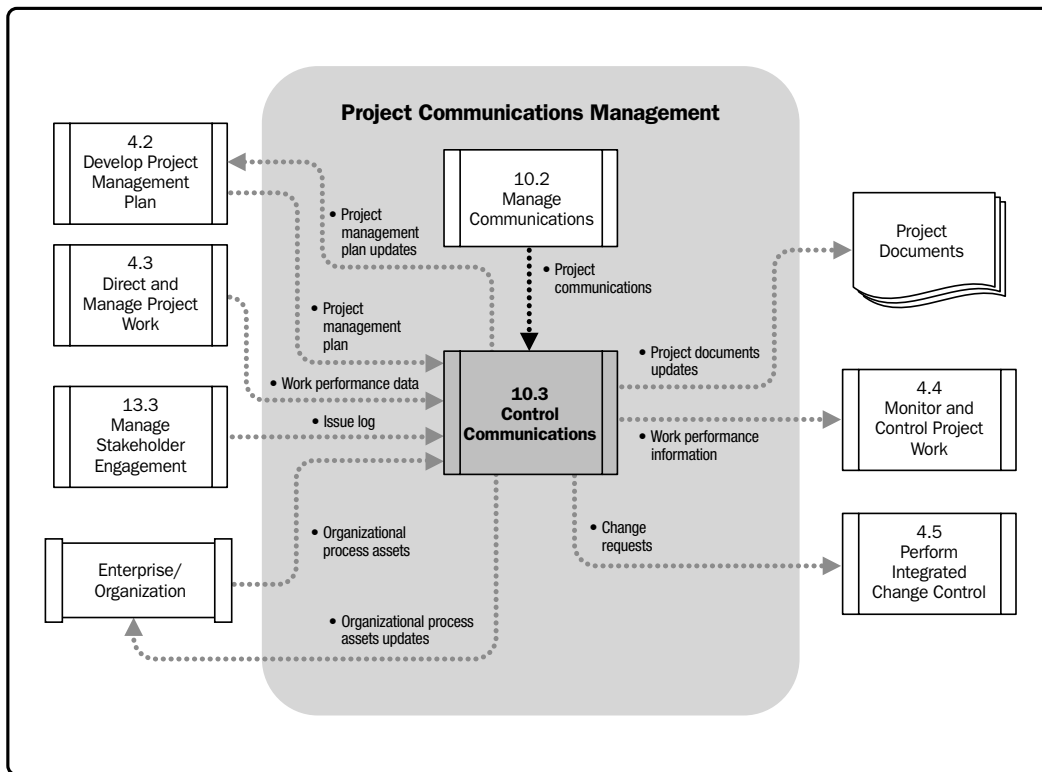 Project Communications Management
4.2
Develop Project
Management
Plan
10.2
Manage
Communications
• Project
management
plan updates
Project
Documents
4.3
Direct and
Manage Project
Work
• Project
communications
• Project
management
plan
• Project documents
updates
10.3
Control
Communications
4.4
Monitor and
Control Project
Work
• Work performance data
13.3
Manage
Stakeholder
Engagement
• Issue log
• Work performance
information
• Organizational
process assets
• Change
requests
4.5
Perform
Integrated
Change Control
Enterprise/
Organization
• Organizational process
assets updates